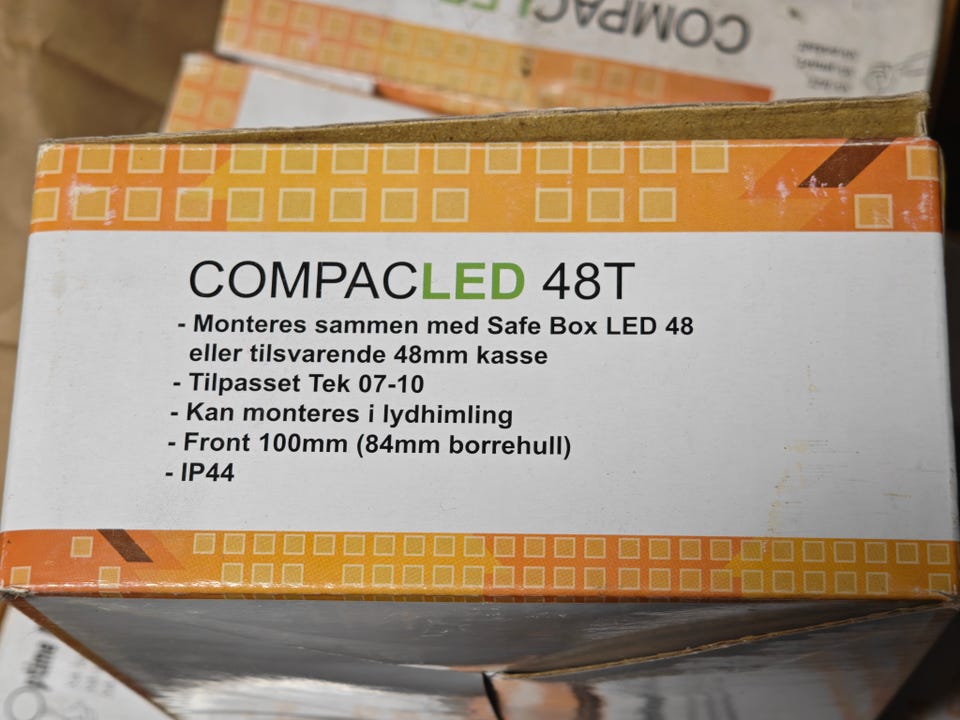 COMPACLED
COMPACLED 48T
- Monteres sammen med Safe Box LED 48
eller tilsvarende 48mm kasse
- Tilpasset Tek 07-10
- Kan monteres i lydhimling
- Front 100mm (84mm borrehull)
- IP44